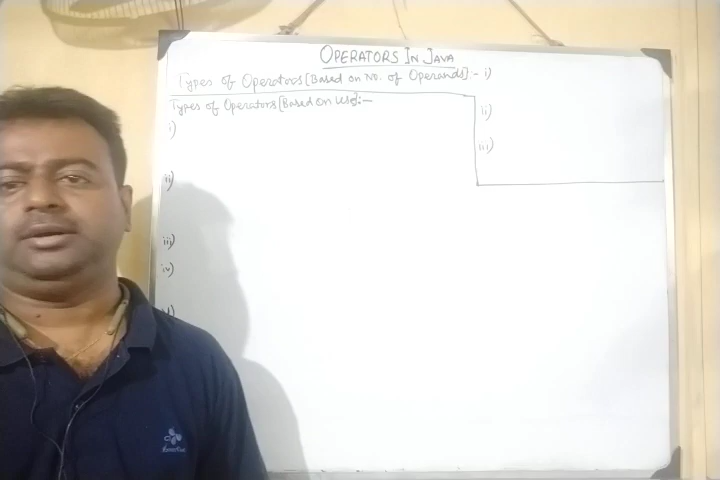 OPERATORS IN JAVA
Types of Operators [Based on No. of Operands]:- i)
ii)
iii)
Types of Operators [Based on Use]:-
i)
ii)
iii)
iv)
v)